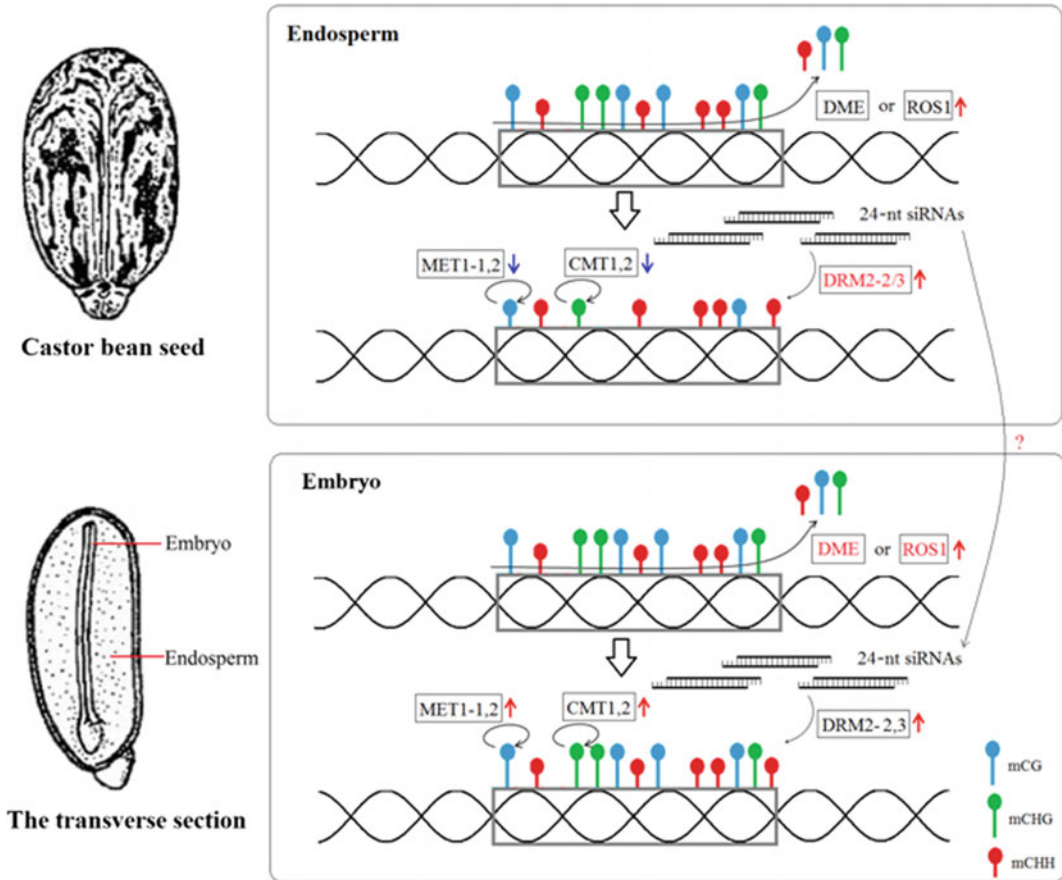 Endosperm
DME or ROS1
24-nt siRNAs
MET1-1,2
CMT1,2
DRM2-2/3
Castor bean seed
?
Embryo
DME or ROS1
Embryo
Endosperm
24-nt siRNAs
MET1-1,2
CMT1,2
DRM2-2,3
mCG
mCHG
mCHH
The transverse section